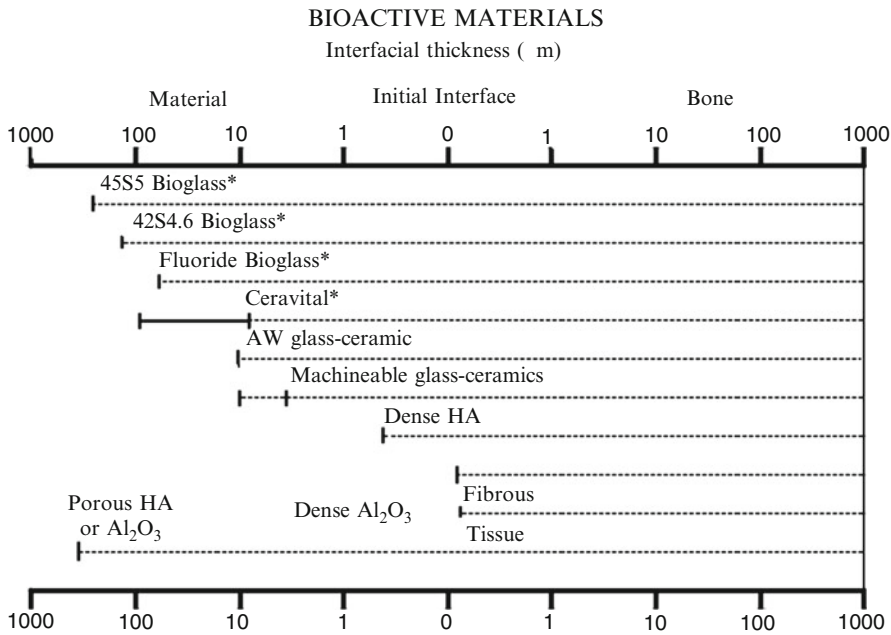 BIOACTIVE MATERIALS
Interfacial thickness ( m)
Material Initial Interface Bone
1000 100 10 1 0 1 10 100 1000
45S5 Bioglass*
42S4.6 Bioglass*
Fluoride Bioglass*
Ceravital*
AW glass-ceramic
Machineable glass-ceramics
Dense HA
Porous HA
or Al₂O₃
Dense Al₂O₃
Fibrous
Tissue
1000 100 10 1 0 1 10 100 1000